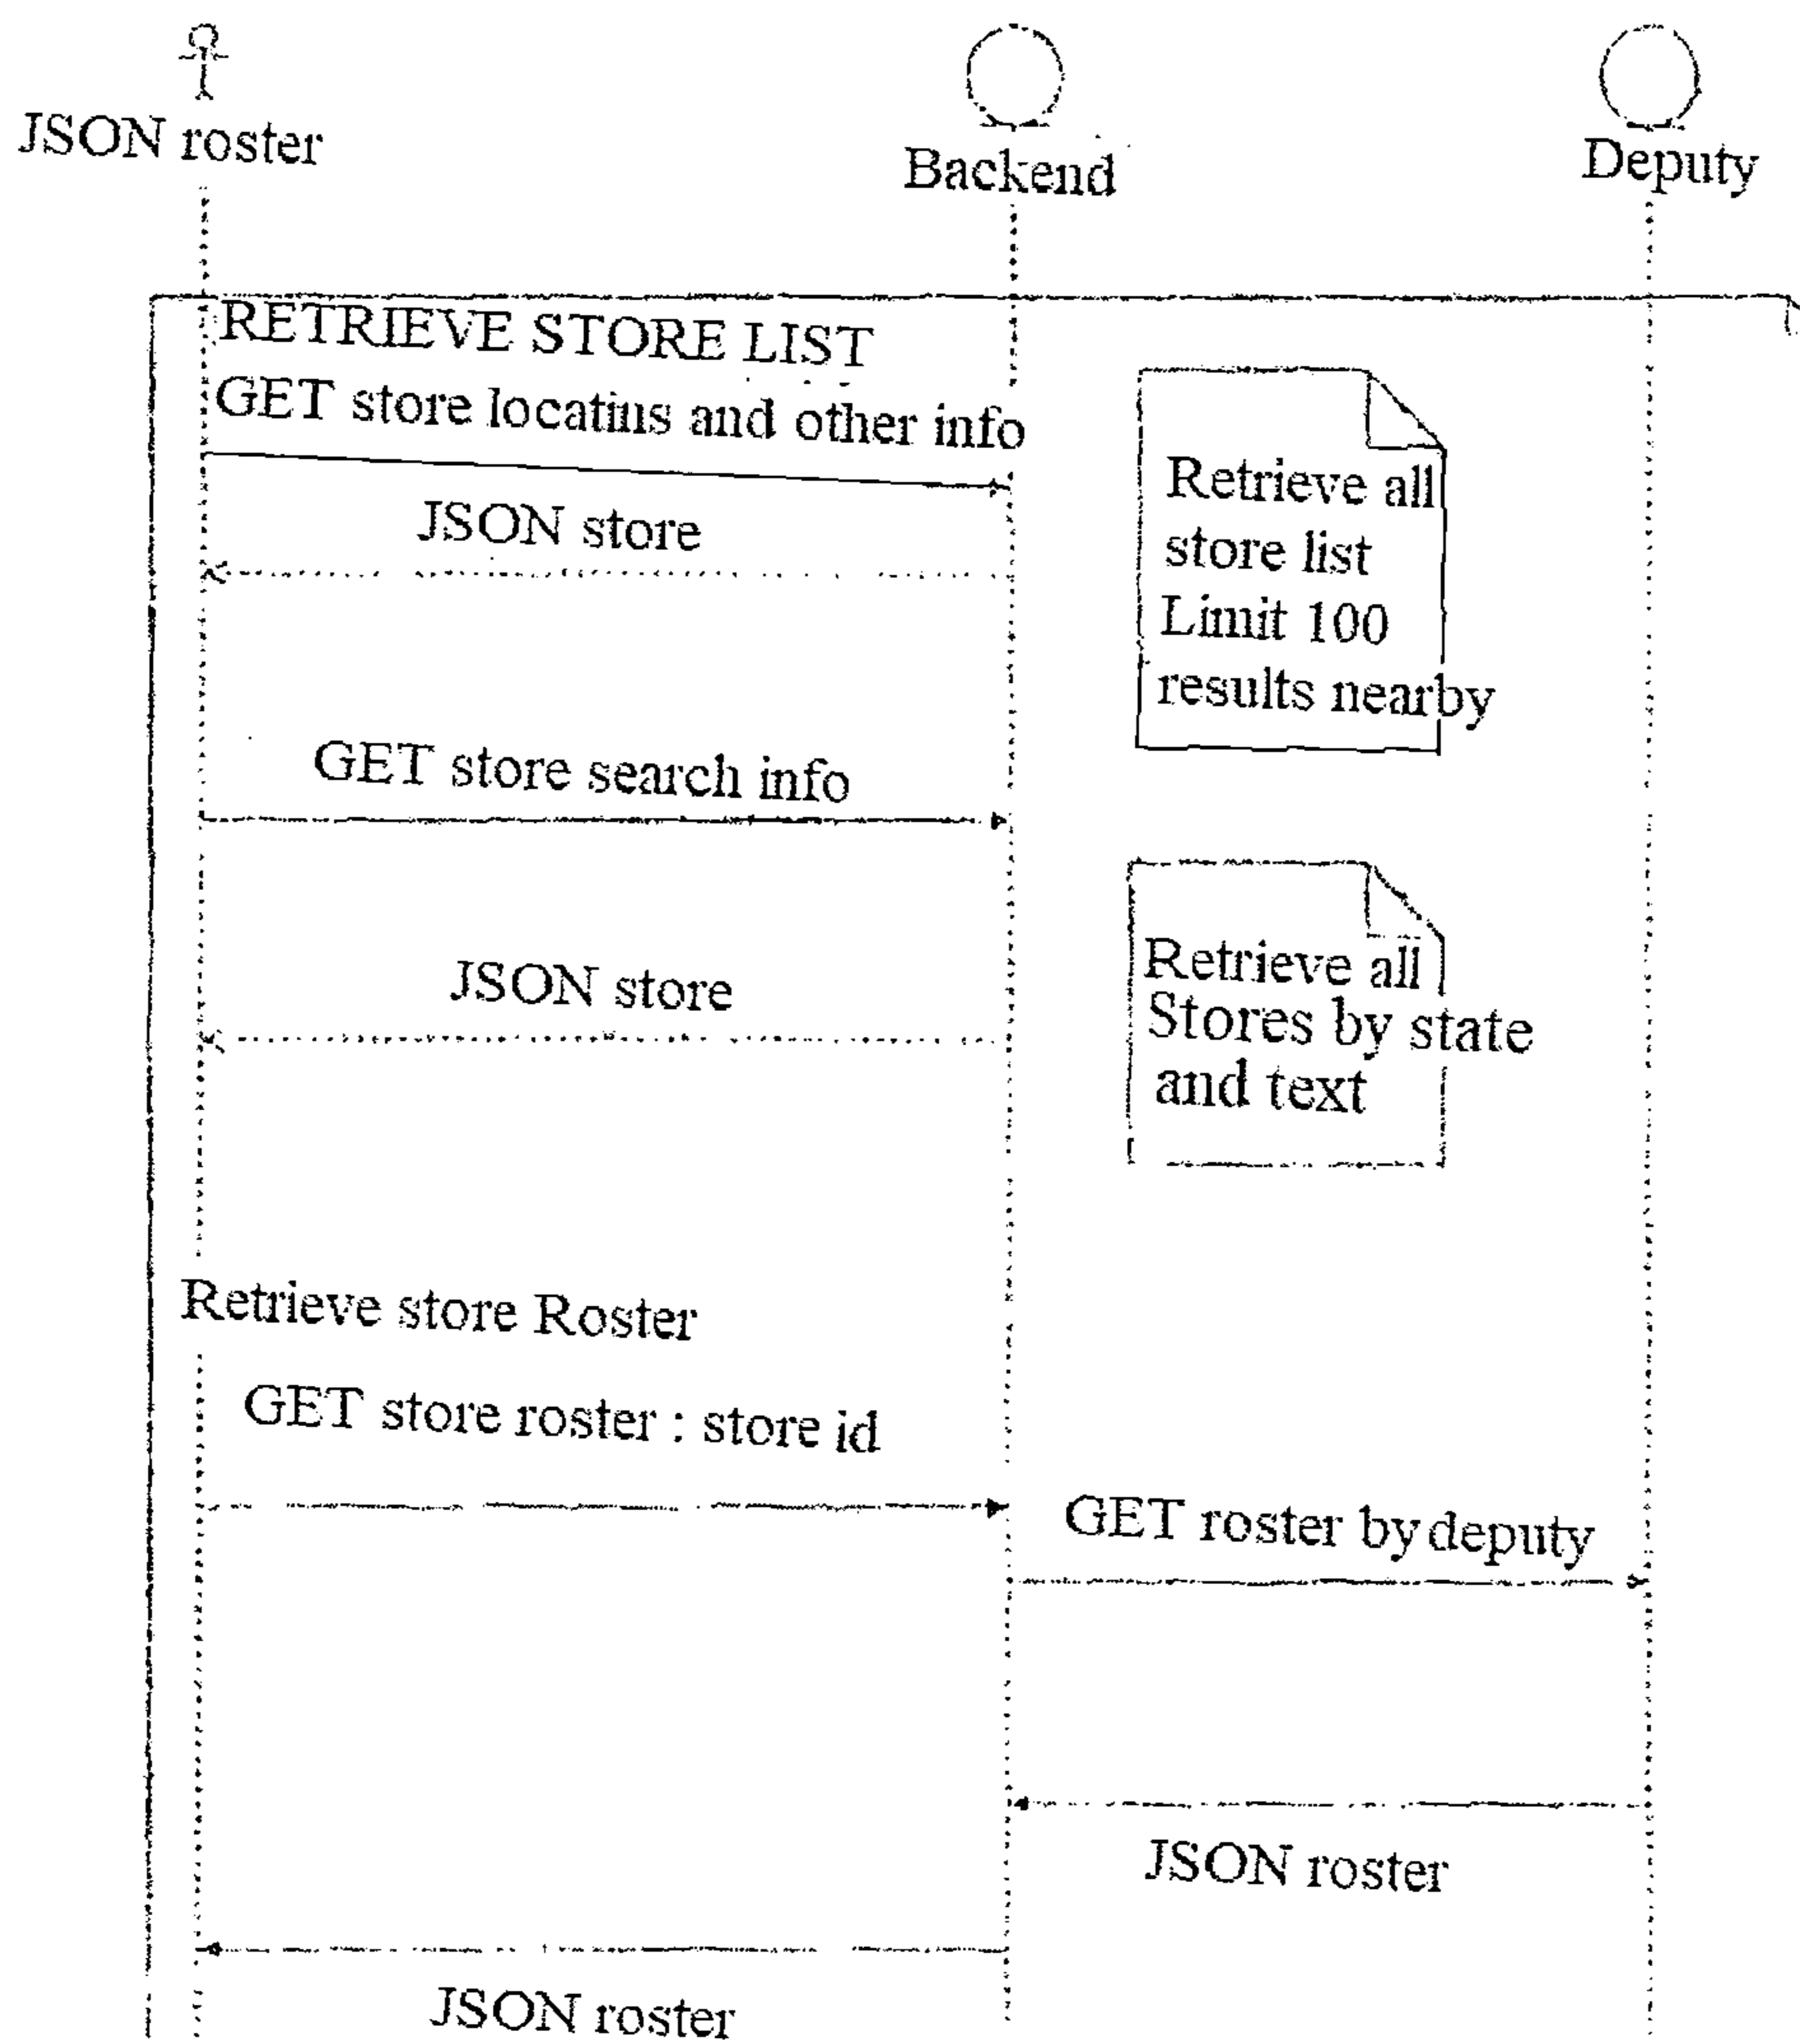 JSON roster
Backend
Deputy
RETRIEVE STORE LIST
GET store locatins and other info
Retrieve all
store list
Limit 100
results nearby
JSON store
GET store search info
Retrieve all
Stores by state
and text
JSON store
Retrieve store Roster
GET store roster : store id
GET roster by deputy
JSON roster
JSON roster